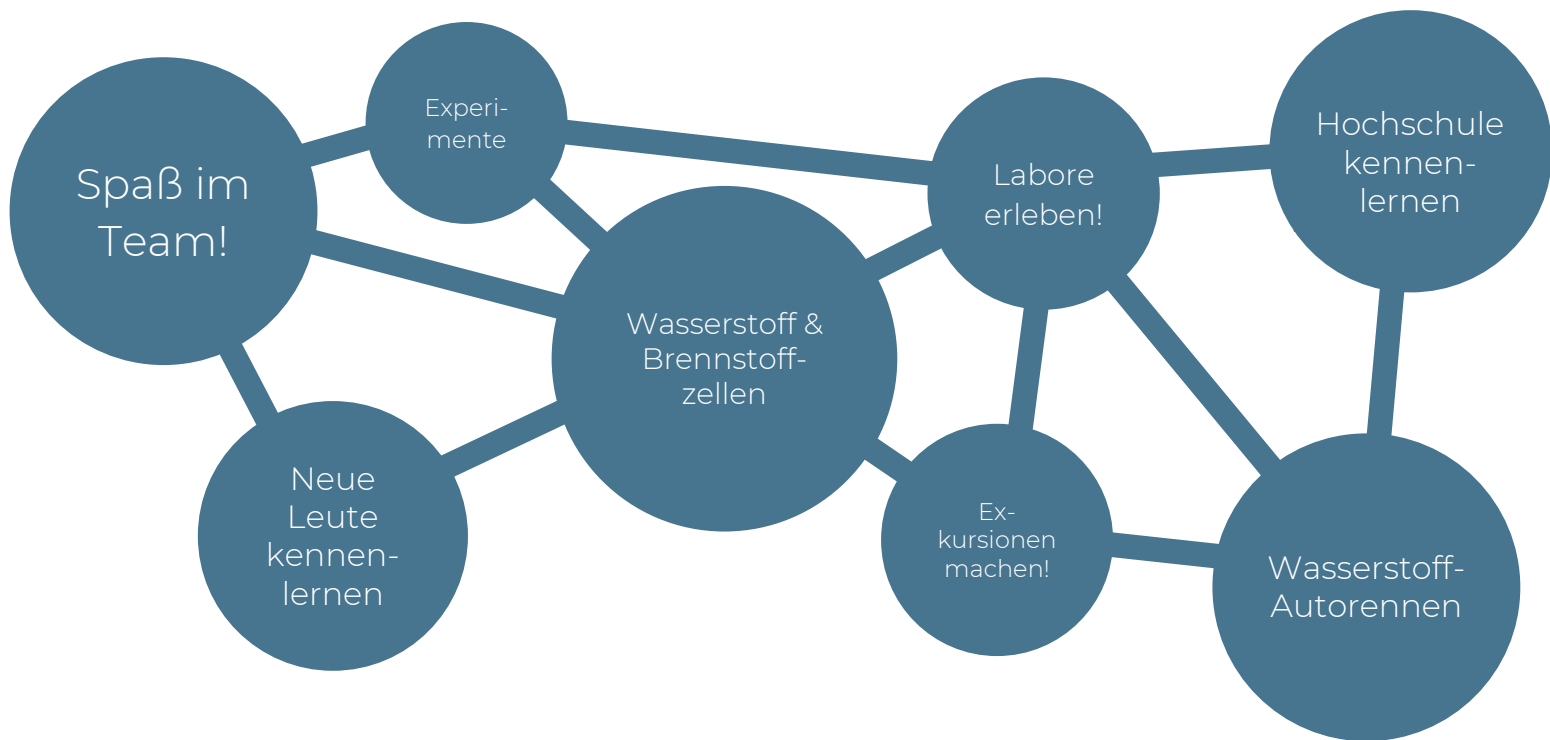 Spaß im
Team!
Experi-
mente
Labore
erleben!
Hochschule
kennen-
lernen
Wasserstoff &
Brennstoff-
zellen
Neue
Leute
kennen-
lernen
Ex-
kursionen
machen!
Wasserstoff-
Autorennen